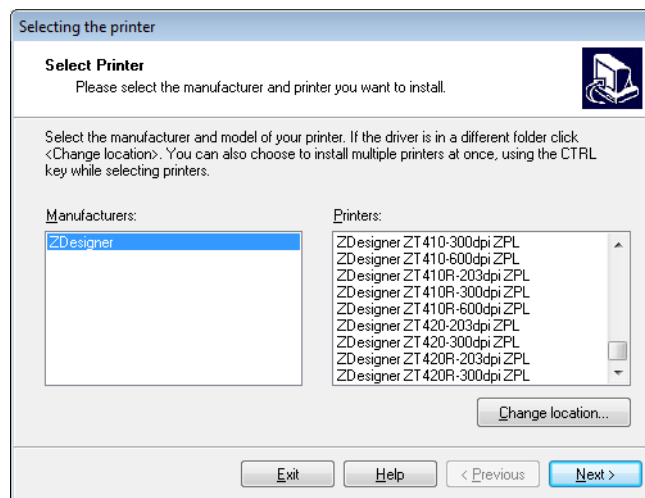 Selecting the printer
Select Printer
Please select the manufacturer and printer you want to install.
Select the manufacturer and model of your printer. If the driver is in a different folder click
<Change location>. You can also choose to install multiple printers at once, using the CTRL
key while selecting printers.
Manufacturers:
ZDesigner
Printers:
ZDesigner ZT410-300dpi ZPL
ZDesigner ZT410-600dpi ZPL
ZDesigner ZT410R-203dpi ZPL
ZDesigner ZT410R-300dpi ZPL
ZDesigner ZT410R-600dpi ZPL
ZDesigner ZT420-203dpi ZPL
ZDesigner ZT420-300dpi ZPL
ZDesigner ZT420R-203dpi ZPL
ZDesigner ZT420R-300dpi ZPL
Change location...
Exit
Help
< Previous
Next >